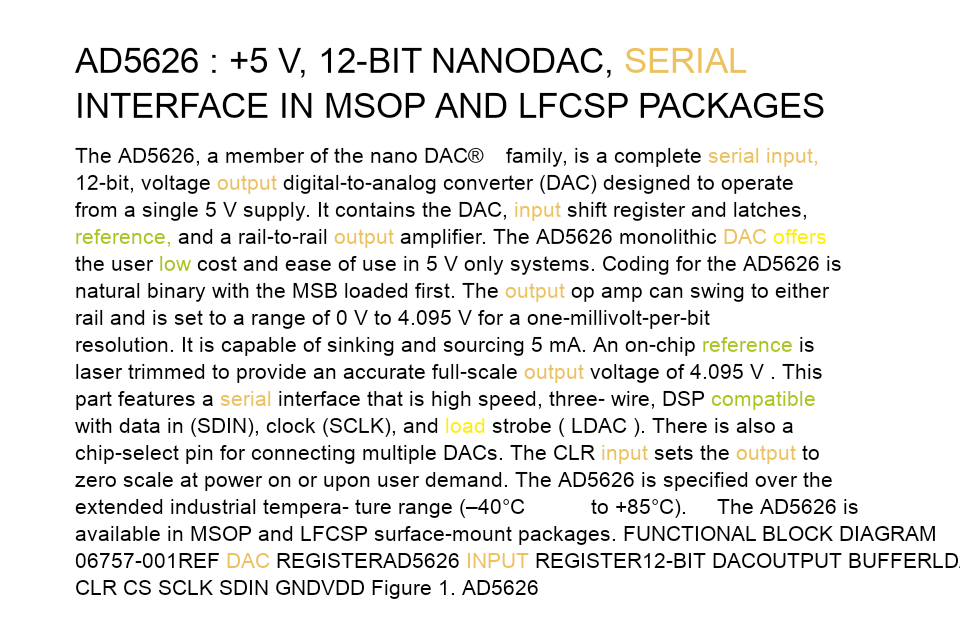 AD5626 : +5 V, 12-BIT NANODAC, SERIAL
INTERFACE IN MSOP AND LFCSP PACKAGES
The AD5626, a member of the nano DAC® family, is a complete serial input,
12-bit, voltage output digital-to-analog converter (DAC) designed to operate
from a single 5 V supply. It contains the DAC, input shift register and latches,
reference, and a rail-to-rail output amplifier. The AD5626 monolithic DAC offers
the user low cost and ease of use in 5 V only systems. Coding for the AD5626 is
natural binary with the MSB loaded first. The output op amp can swing to either
rail and is set to a range of 0 V to 4.095 V for a one-millivolt-per-bit
resolution. It is capable of sinking and sourcing 5 mA. An on-chip reference is
laser trimmed to provide an accurate full-scale output voltage of 4.095 V . This
part features a serial interface that is high speed, three- wire, DSP compatible
with data in (SDIN), clock (SCLK), and load strobe ( LDAC ). There is also a
chip-select pin for connecting multiple DACs. The CLR input sets the output to
zero scale at power on or upon user demand. The AD5626 is specified over the
extended industrial tempera- ture range (–40°C to +85°C). The AD5626 is
available in MSOP and LFCSP surface-mount packages. FUNCTIONAL BLOCK DIAGRAM
06757-001REF DAC REGISTERAD5626 INPUT REGISTER12-BIT DACOUTPUT BUFFERLDA
CLR CS SCLK SDIN GNDVDD Figure 1. AD5626